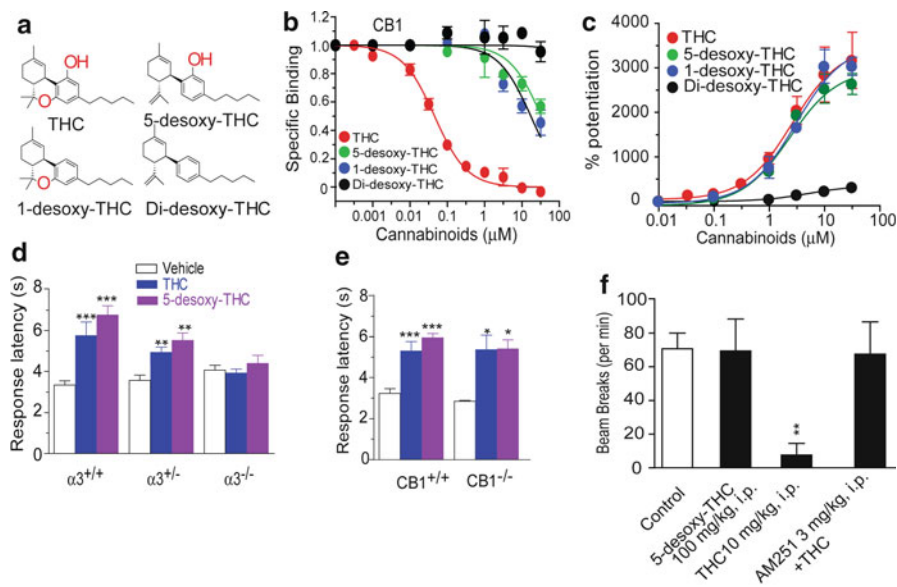 a
OH
O
THC
OH
5-desoxy-THC
O
1-desoxy-THC
Di-desoxy-THC
b
CB1
Specific Binding
1.2
1.0
0.8
0.6
0.4
0.2
0
THC
5-desoxy-THC
1-desoxy-THC
Di-desoxy-THC
0.001 0.01 0.1 1 10 100
Cannabinoids (μM)
c
THC
5-desoxy-THC
1-desoxy-THC
Di-desoxy-THC
% potentiation
3000
2000
1000
0
0.01 0.1 1 10 100
Cannabinoids (μM)
d
Vehicle
THC
5-desoxy-THC
Response latency (s)
8
6
4
2
0
*** ***
** **
α3+/+ α3+/- α3-/-
e
Response latency (s)
8
6
4
2
0
*** ***
* *
CB1+/+ CB1-/-
f
Beam Breaks (per min)
100
80
60
40
20
0
**
Control
5-desoxy-THC
100 mg/kg, i.p.
THC10 mg/kg, i.p.
AM251 3 mg/kg, i.p.
+THC